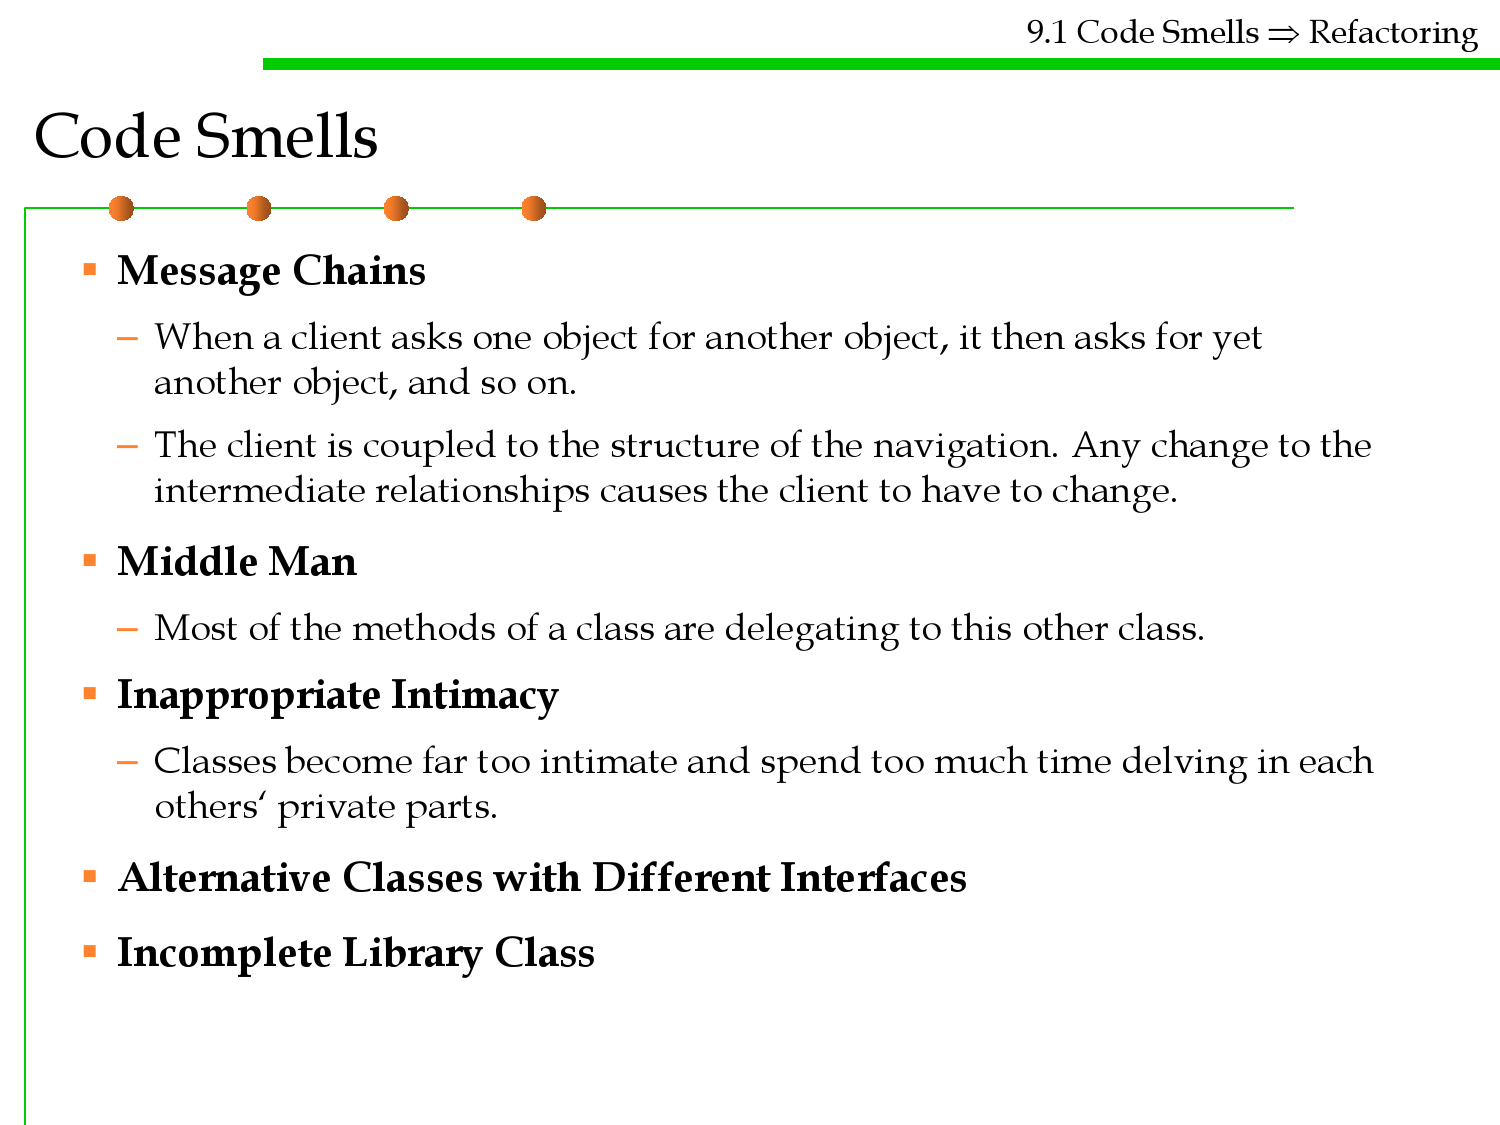 9.1 Code Smells ⇒ Refactoring
Code Smells
▪ Message Chains
– When a client asks one object for another object, it then asks for yet
another object, and so on.
– The client is coupled to the structure of the navigation. Any change to the
intermediate relationships causes the client to have to change.
▪ Middle Man
– Most of the methods of a class are delegating to this other class.
▪ Inappropriate Intimacy
– Classes become far too intimate and spend too much time delving in each
others‘ private parts.
▪ Alternative Classes with Different Interfaces
▪ Incomplete Library Class